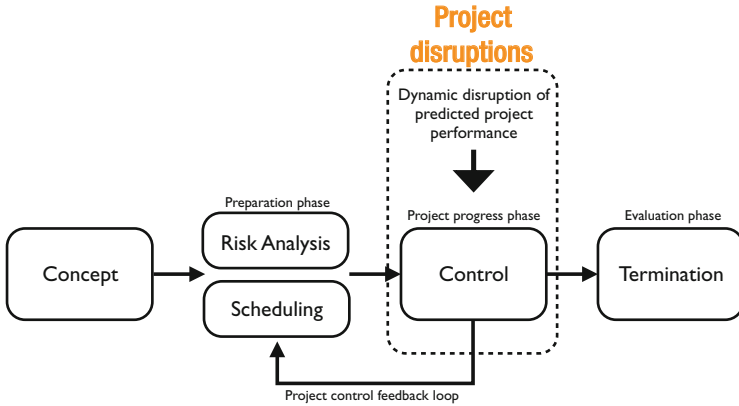 Project
disruptions
Dynamic disruption of
predicted project
performance
Preparation phase
Project progress phase
Evaluation phase
Concept
Risk Analysis
Scheduling
Control
Termination
Project control feedback loop